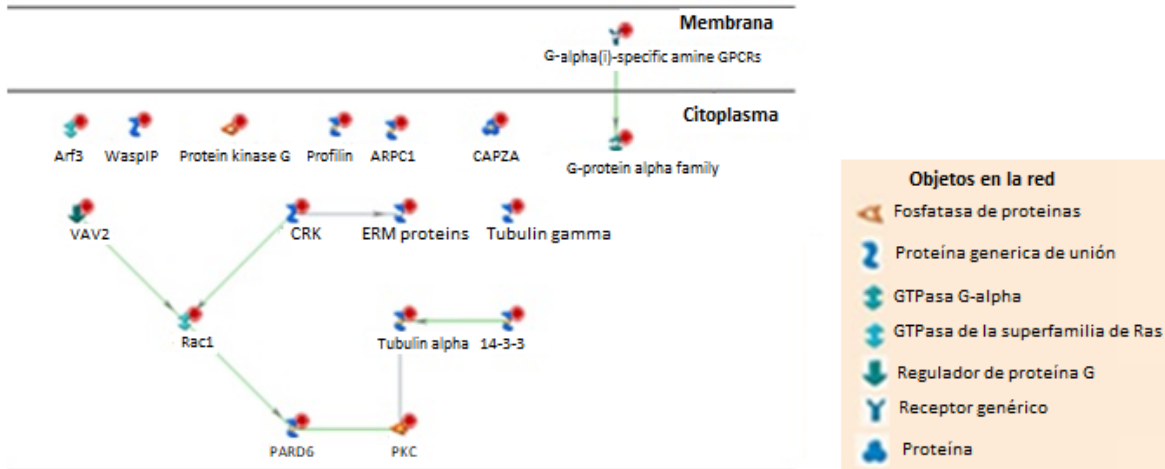 Membrana
G-alpha(i)-specific amine GPCRs
Citoplasma
Arf3 WaspIP Protein kinase G Profilin ARPC1 CAPZA
G-protein alpha family
VAV2 CRK ERM proteins Tubulin gamma
Rac1 Tubulin alpha 14-3-3
PARD6 PKC
Objetos en la red
Fosfatasa de proteinas
Proteína generica de unión
GTPasa G-alpha
GTPasa de la superfamilia de Ras
Regulador de proteína G
Receptor genérico
Proteína